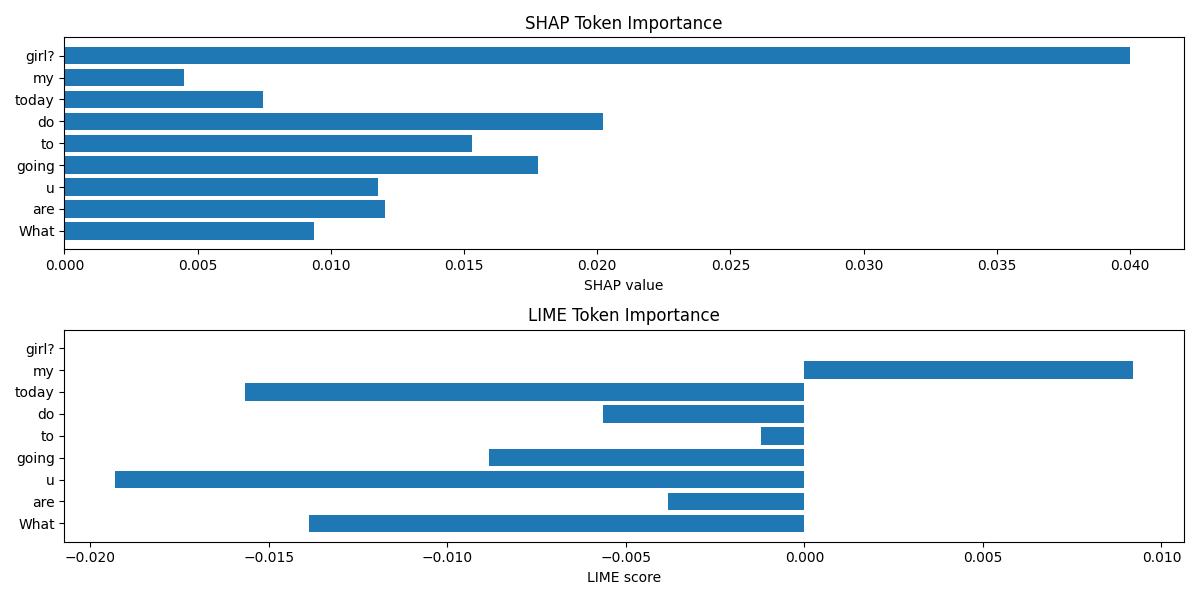 SHAP Token Importance
girl?
my
today
do
to
going
u
are
What
0.000 0.005 0.010 0.015 0.020 0.025 0.030 0.035 0.040
SHAP value
LIME Token Importance
girl?
my
today
do
to
going
u
are
What
−0.020 −0.015 −0.010 −0.005 0.000 0.005 0.010
LIME score